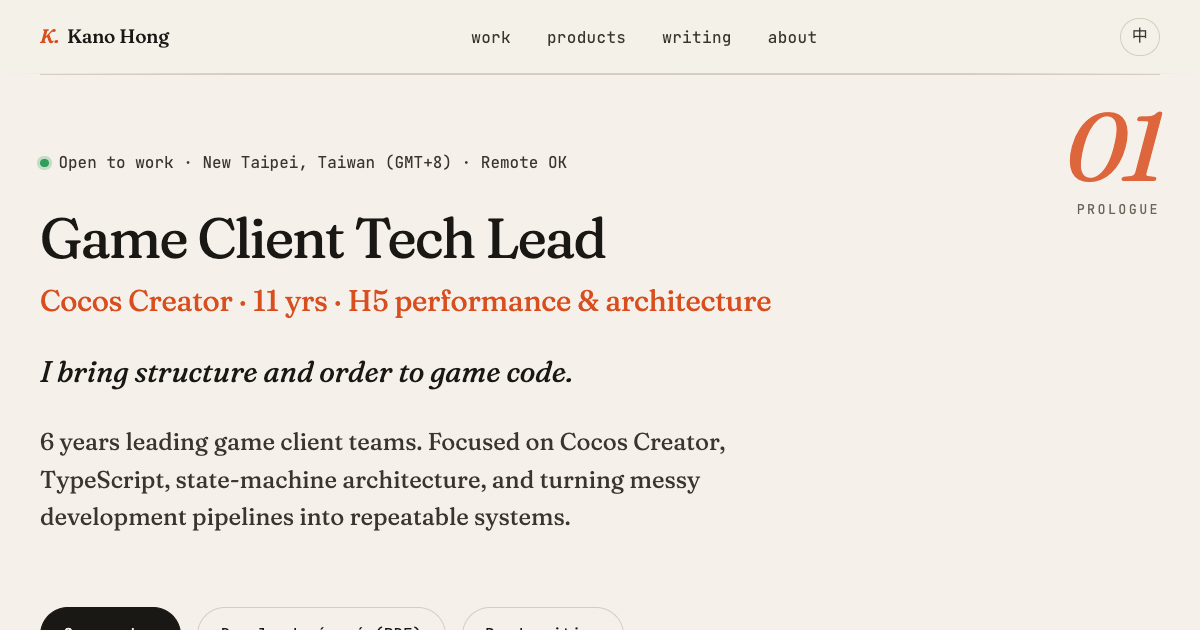 K. Kano Hong
work products writing about
中
01
PROLOGUE
Open to work · New Taipei, Taiwan (GMT+8) · Remote OK
Game Client Tech Lead
Cocos Creator · 11 yrs · H5 performance & architecture
I bring structure and order to game code.
6 years leading game client teams. Focused on Cocos Creator,
TypeScript, state-machine architecture, and turning messy
development pipelines into repeatable systems.